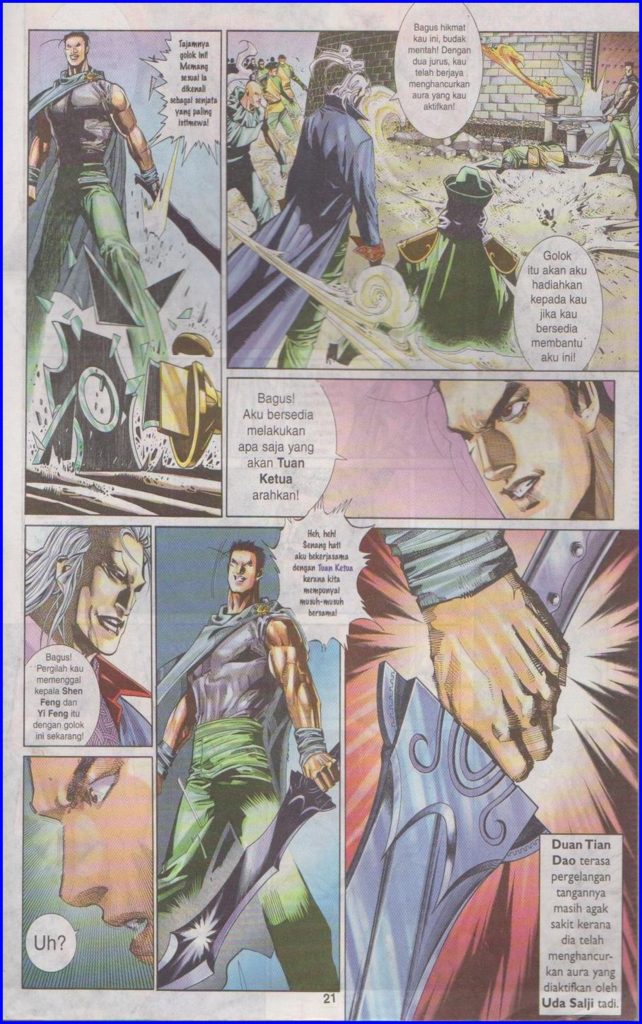 Tajamnya
golok ini!
Memang
sesuai ia
dikenali
sebagai senjata
yang paling
istimewa!
Bagus hikmat
kau ini, budak
mentah! Dengan
dua jurus, kau
telah berjaya
menghancurkan
aura yang kau
aktifkan!
Golok
itu akan aku
hadiahkan
kepada kau
jika kau
bersedia
membantu
aku ini!
Bagus!
Aku bersedia
melakukan
apa saja yang
akan Tuan
Ketua
arahkan!
Bagus!
Pergilah kau
memenggal
kepala Shen
Feng dan
Yi Feng itu
dengan golok
ini sekarang!
Heh, heh!
Senang hati
aku bekerjasama
dengan Tuan Ketua
kerana kita
mempunyai
musuh-musuh
bersama!
Uh?
Duan Tian
Dao terasa
pergelangan
tangannya
masih agak
sakit kerana
dia telah
menghancur-
kan aura yang
diaktifkan oleh
Uda Salji tadi.
21